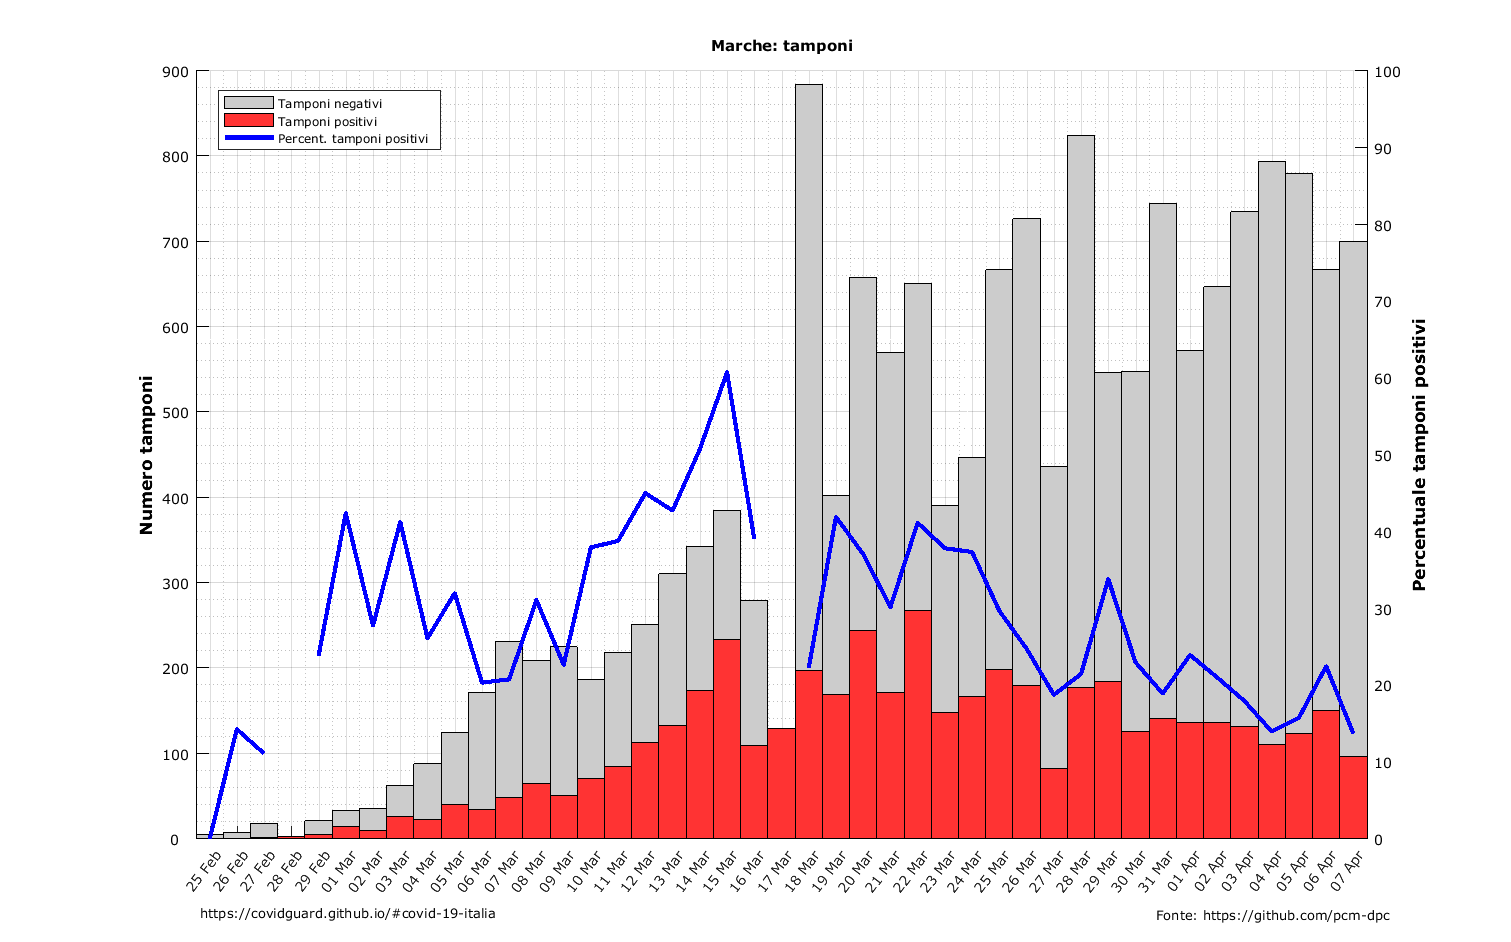 Marche: tamponi
900
800
700
600
500
400
300
200
100
0
Numero tamponi
Tamponi negativi
Tamponi positivi
Percent. tamponi positivi
100
90
80
70
60
50
40
30
20
10
0
Percentuale tamponi positivi
25 Feb
26 Feb
27 Feb
28 Feb
29 Feb
01 Mar
02 Mar
03 Mar
04 Mar
05 Mar
06 Mar
07 Mar
08 Mar
09 Mar
10 Mar
11 Mar
12 Mar
13 Mar
14 Mar
15 Mar
16 Mar
17 Mar
18 Mar
19 Mar
20 Mar
21 Mar
22 Mar
23 Mar
24 Mar
25 Mar
26 Mar
27 Mar
28 Mar
29 Mar
30 Mar
31 Mar
01 Apr
02 Apr
03 Apr
04 Apr
05 Apr
06 Apr
07 Apr
https://covidguard.github.io/#covid-19-italia
Fonte: https://github.com/pcm-dpc